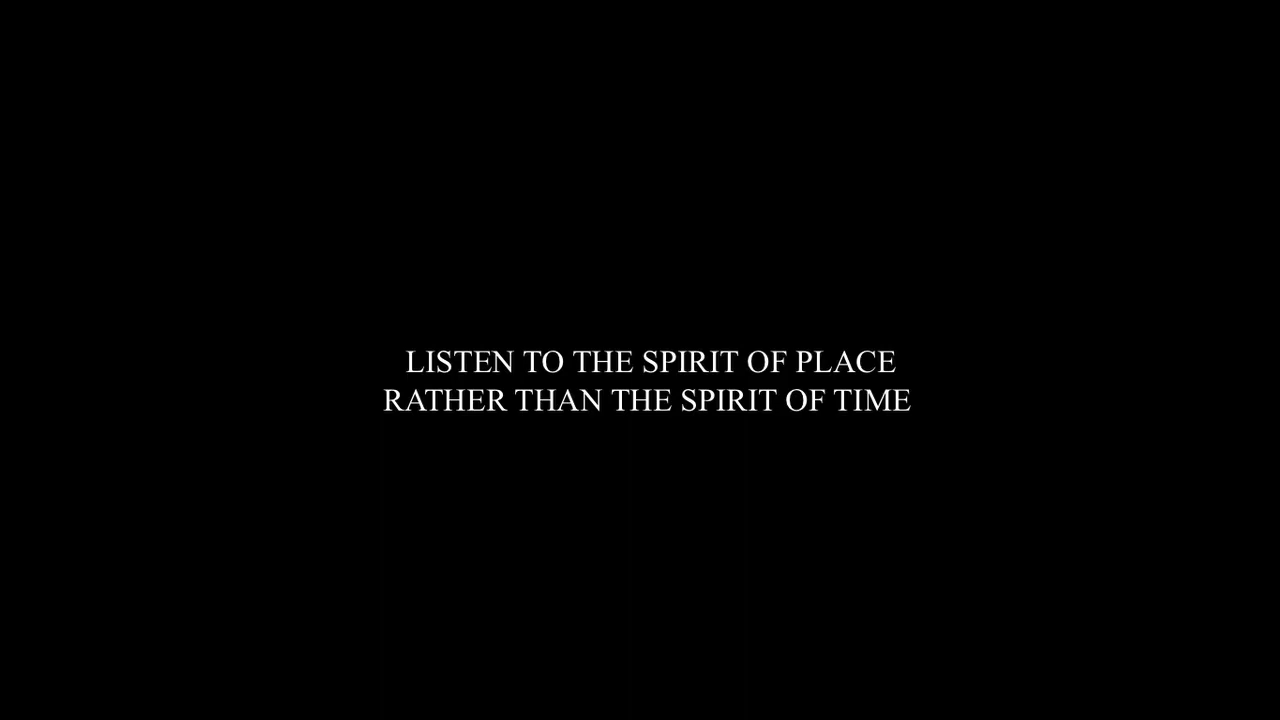 LISTEN TO THE SPIRIT OF PLACE
RATHER THAN THE SPIRIT OF TIME